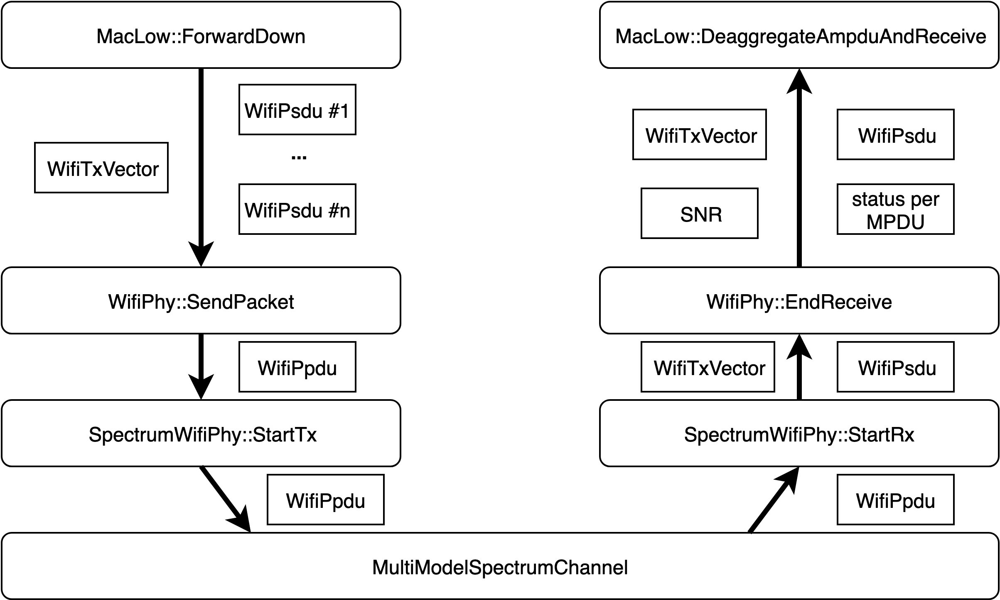 MacLow::ForwardDown
MacLow::DeaggregateAmpduAndReceive
WifiPsdu #1
...
WifiTxVector
WifiPsdu #n
WifiTxVector
WifiPsdu
SNR
status per
MPDU
WifiPhy::SendPacket
WifiPhy::EndReceive
WifiPpdu
WifiTxVector
WifiPsdu
SpectrumWifiPhy::StartTx
SpectrumWifiPhy::StartRx
WifiPpdu
WifiPpdu
MultiModelSpectrumChannel